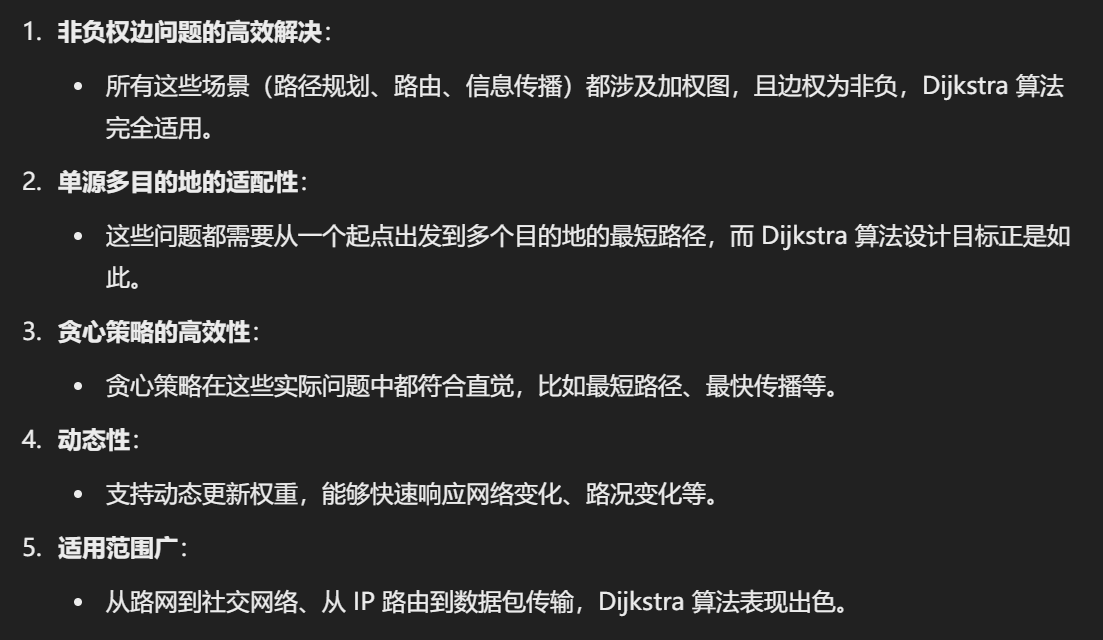 1. 非负权边问题的高效解决：
• 所有这些场景（路径规划、路由、信息传播）都涉及加权图，且边权为非负，Dijkstra 算法
完全适用。
2. 单源多目的地的适配性：
• 这些问题都需要从一个起点出发到多个目的地的最短路径，而 Dijkstra 算法设计目标正是如
此。
3. 贪心策略的高效性：
• 贪心策略在这些实际问题中都符合直觉，比如最短路径、最快传播等。
4. 动态性：
• 支持动态更新权重，能够快速响应网络变化、路况变化等。
5. 适用范围广：
• 从路网到社交网络、从 IP 路由到数据包传输，Dijkstra 算法表现出色。